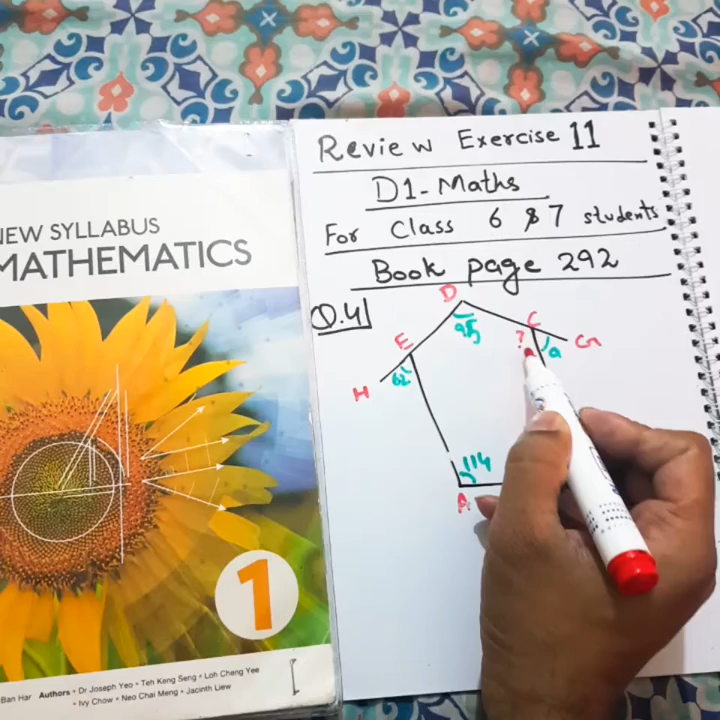 NEW SYLLABUS
MATHEMATICS
1
Ban Har Authors • Dr Joseph Yeo • Teh Keng Seng • Loh Cheng Yee
• Ivy Chow • Neo Chai Meng • Jacinth Liew
Review Exercise 11
D1-Maths
For Class 6 & 7 students
Book page 292
Q.4
D
95
C
?
a
G
E
62
H
114
A